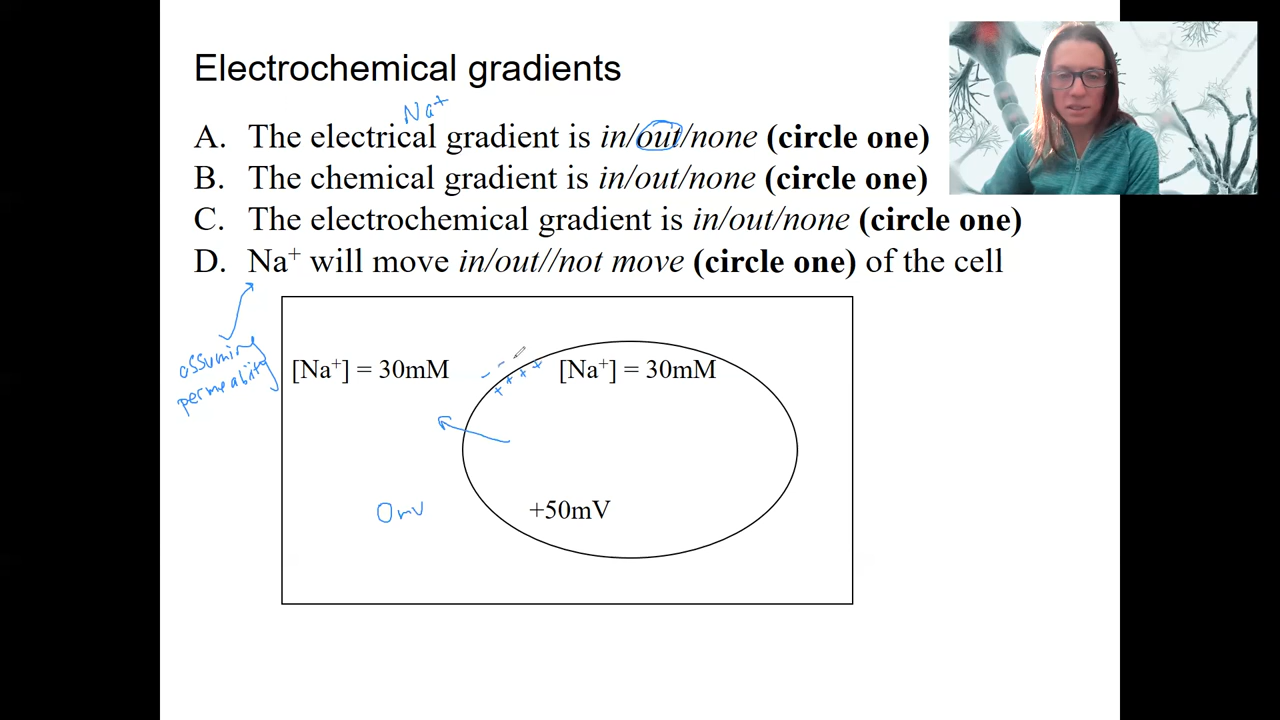 Electrochemical gradients
Na+
A. The electrical gradient is in/out/none (circle one)
B. The chemical gradient is in/out/none (circle one)
C. The electrochemical gradient is in/out/none (circle one)
D. Na+ will move in/out//not move (circle one) of the cell
assuming
permeability
[Na+] = 30mM [Na+] = 30mM
- -
+ + + +
0mv +50mV